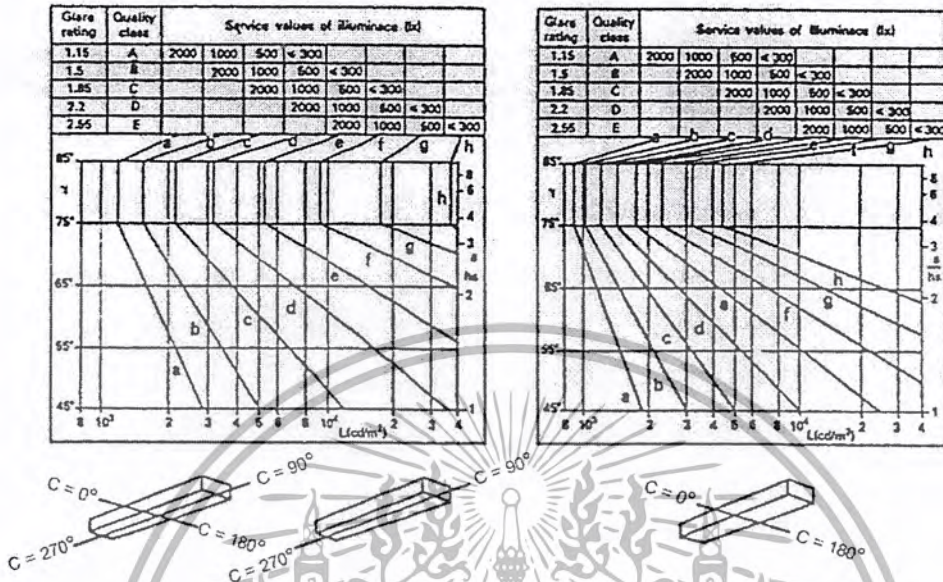 Glare rating Quality class Service values of illuminace (lx)
1.15 A 2000 1000 500 < 300
1.5 B 2000 1000 500 < 300
1.85 C 2000 1000 500 < 300
2.2 D 2000 1000 500 < 300
2.55 E 2000 1000 500 < 300
a b c d e f g h
85° 8
γ h 6
75° 4
g 3
f a
65° e hs
2
d
b c
55°
a
45° 1
8 10³ 2 3 4 5 6 8 10⁴ 2 3 4
L(cd/m²)
Glare rating Quality class Service values of illuminace (lx)
1.15 A 2000 1000 500 < 300
1.5 B 2000 1000 500 < 300
1.85 C 2000 1000 500 < 300
2.2 D 2000 1000 500 < 300
2.55 E 2000 1000 500 < 300
a b c d e f g h
85° 8
γ 6
75° 4
3
a
65° h hs
g 2
e f
55° c d
b
a
45° 1
8 10³ 2 3 4 5 6 8 10⁴ 2 3 4
L(cd/m²)
C = 0° C = 90°
C = 270° C = 180°
C = 90°
C = 270°
C = 0°
C = 180°